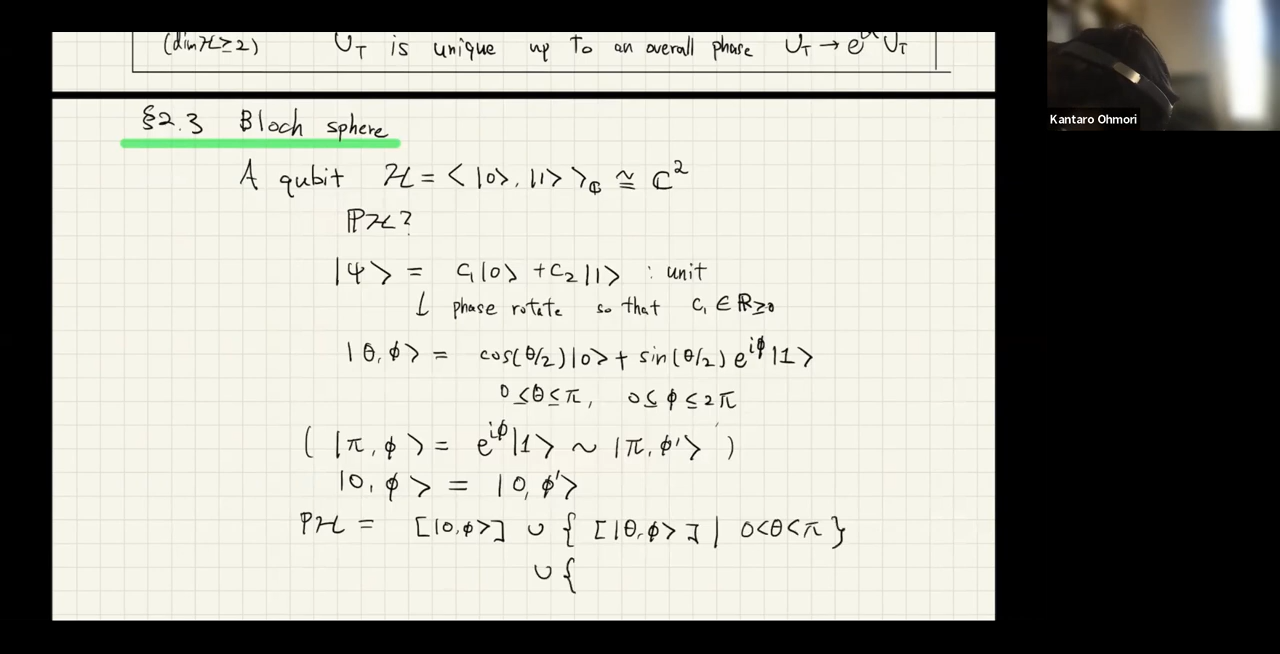 (dimℋ≥2) U_T is unique up to an overall phase U_T → e^{iα} U_T
§2.3 Bloch sphere
A qubit ℋ = < |0>, |1> >_ℂ ≅ ℂ²
ℙℋ?
|ψ> = c₁|0> + c₂|1> : unit
↓ phase rotate so that c₁ ∈ ℝ≥0
|θ,φ> = cos(θ/2)|0> + sin(θ/2) e^{iφ}|1>
0≤θ≤π, 0≤φ≤2π
( |π,φ> = e^{iφ}|1> ~ |π,φ'> )
|0,φ> = |0,φ'>
ℙℋ = [|0,φ>] ∪ { [|θ,φ>] | 0<θ<π }
∪ {
Kantaro Ohmori